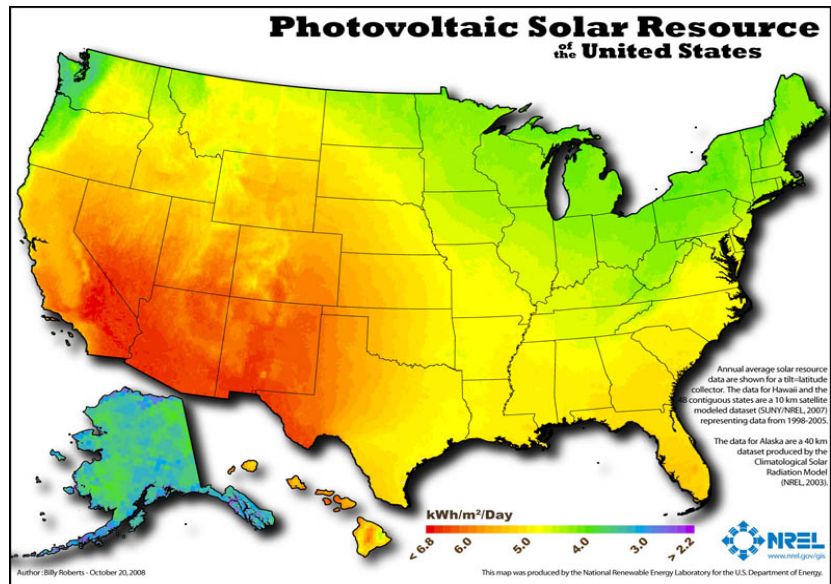 Photovoltaic Solar Resource
of the United States
Annual average solar resource
data are shown for a tilt=latitude
collector. The data for Hawaii and the
48 contiguous states are a 10 km satellite
modeled dataset (SUNY/NREL, 2007)
representing data from 1998-2005.
The data for Alaska are a 40 km
dataset produced by the
Climatological Solar
Radiation Model
(NREL, 2003).
kWh/m²/Day
< 6.8 6.0 5.0 4.0 3.0 > 2.2
NREL
www.nrel.gov/gis
Author : Billy Roberts - October 20, 2008
This map was produced by the National Renewable Energy Laboratory for the U.S. Department of Energy.